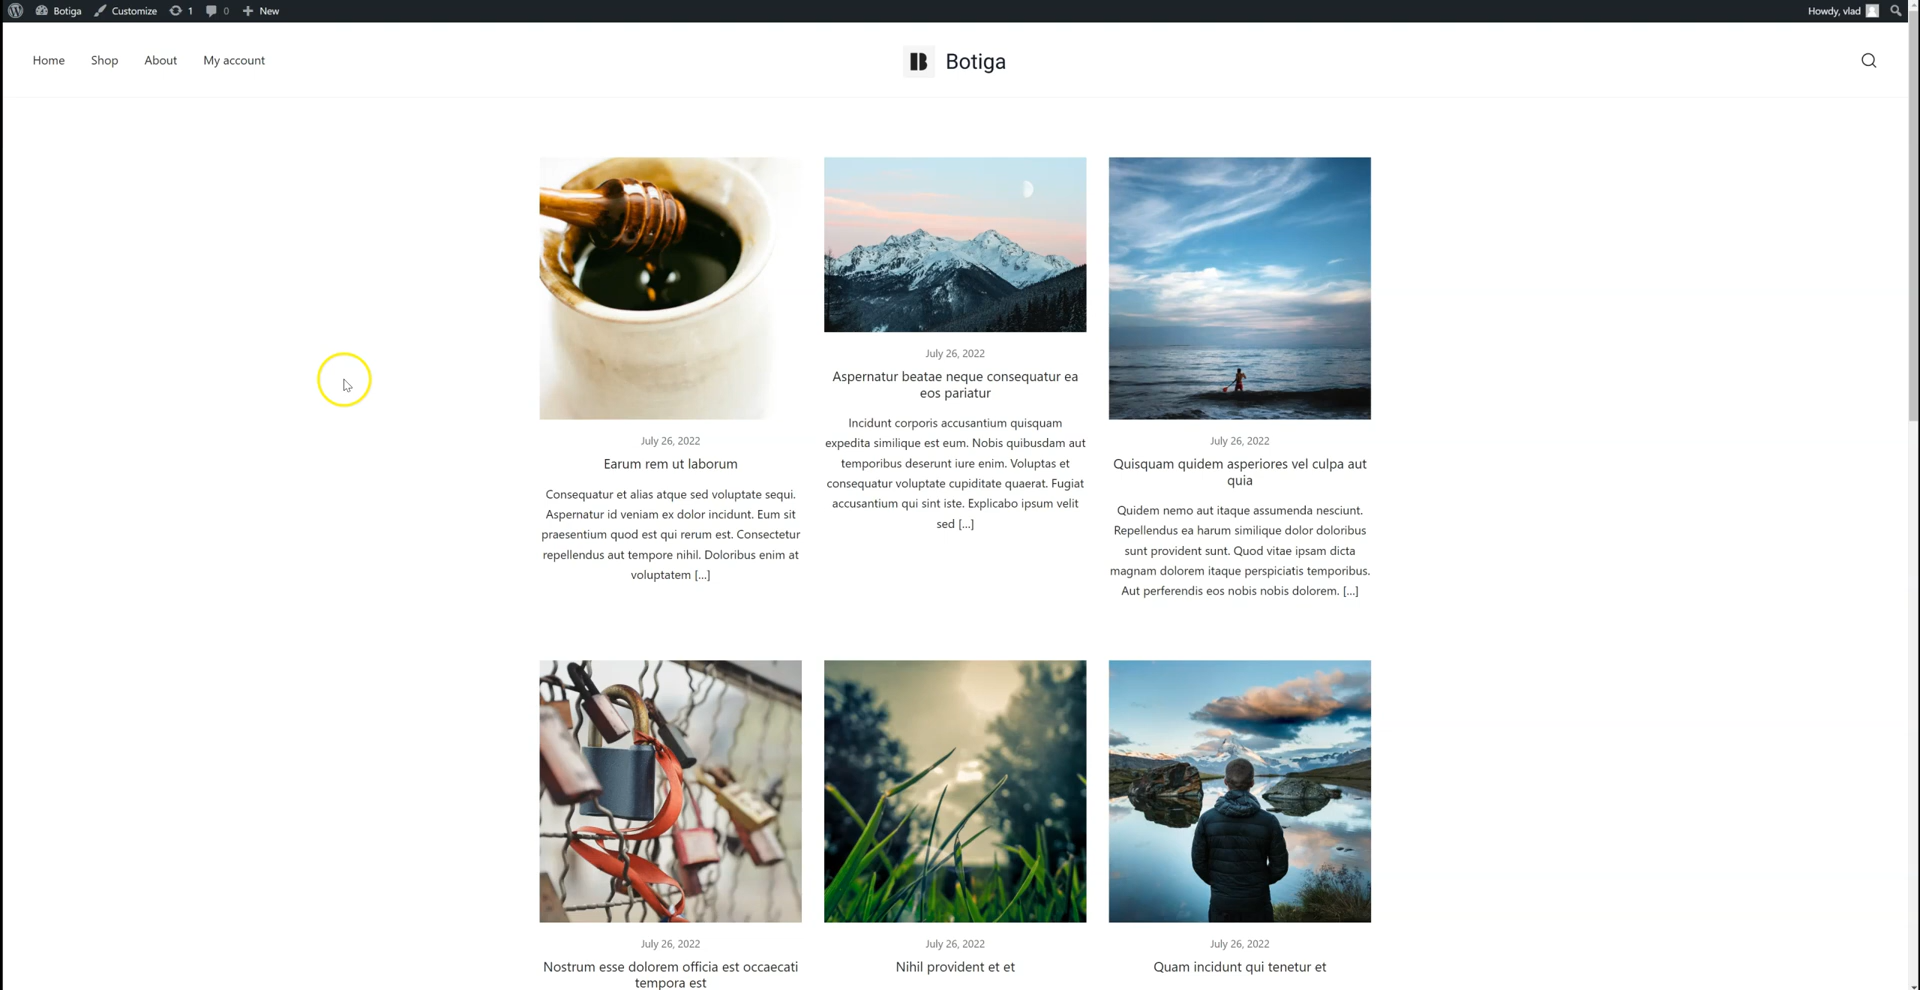 Botiga Customize 1 0 New Howdy, vlad
Home Shop About My account
Botiga
July 26, 2022
Earum rem ut laborum
Consequatur et alias atque sed voluptate sequi.
Aspernatur id veniam ex dolor incidunt. Eum sit
praesentium quod est qui rerum est. Consectetur
repellendus aut tempore nihil. Doloribus enim at
voluptatem [...]
July 26, 2022
Aspernatur beatae neque consequatur ea
eos pariatur
Incidunt corporis accusantium quisquam
expedita similique est eum. Nobis quibusdam aut
temporibus deserunt iure enim. Voluptas et
consequatur voluptate cupiditate quaerat. Fugiat
accusantium qui sint iste. Explicabo ipsum velit
sed [...]
July 26, 2022
Quisquam quidem asperiores vel culpa aut
quia
Quidem nemo aut itaque assumenda nesciunt.
Repellendus ea harum similique dolor doloribus
sunt provident sunt. Quod vitae ipsam dicta
magnam dolorem itaque perspiciatis temporibus.
Aut perferendis eos nobis nobis dolorem. [...]
July 26, 2022
Nostrum esse dolorem officia est occaecati
tempora est
July 26, 2022
Nihil provident et et
July 26, 2022
Quam incidunt qui tenetur et